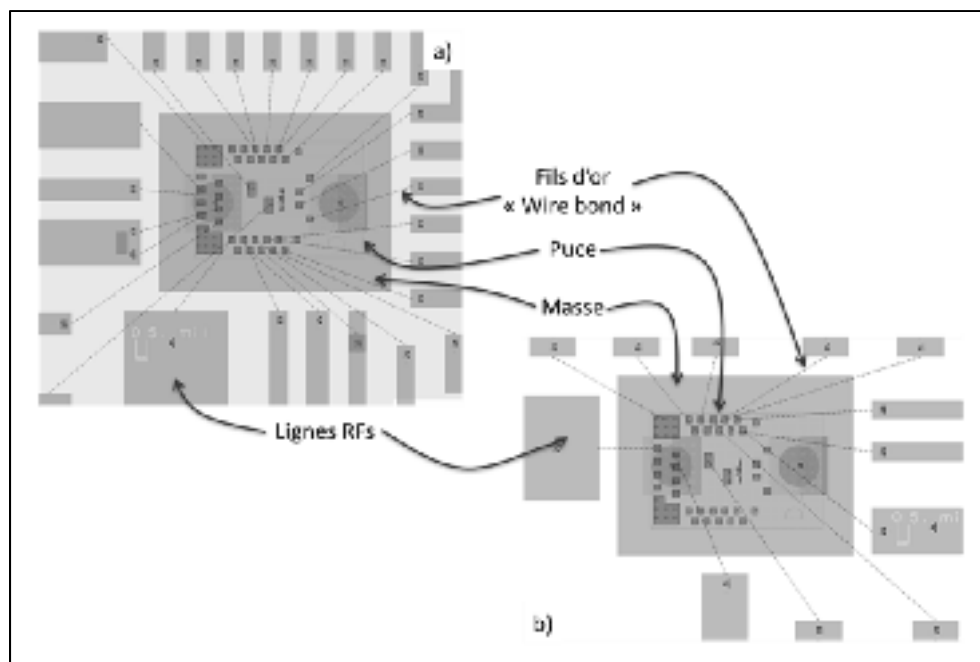 a)
Fils d'or
« Wire bond »
Puce
Masse
Lignes RFs
b)